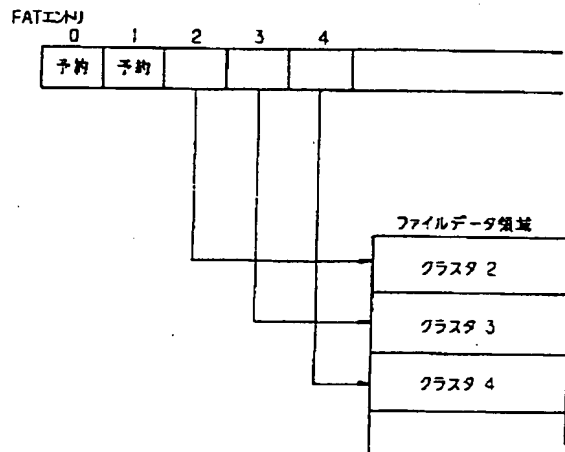 FATエントリ
0 1 2 3 4
予約 予約
ファイルデータ領域
クラスタ 2
クラスタ 3
クラスタ 4